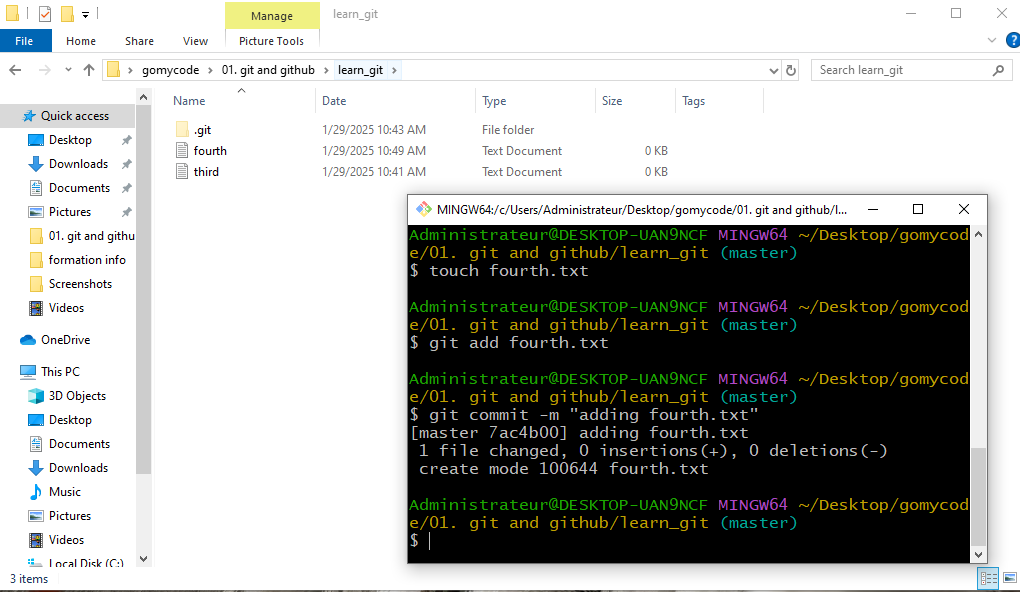 Manage
learn_git
File
Home
Share
View
Picture Tools
?
gomycode
01. git and github
learn_git
Search learn_git
Name
Date
Type
Size
Tags
.git
1/29/2025 10:43 AM
File folder
fourth
1/29/2025 10:49 AM
Text Document
0 KB
third
1/29/2025 10:41 AM
Text Document
0 KB
Quick access
Desktop
Downloads
Documents
Pictures
01. git and githu
formation info
Screenshots
Videos
OneDrive
This PC
3D Objects
Desktop
Documents
Downloads
Music
Pictures
Videos
Local Disk (C:)
3 items
MINGW64:/c/Users/Administrateur/Desktop/gomycode/01. git and github/l...
Administrateur@DESKTOP-UAN9NCF MINGW64 ~/Desktop/gomycod
e/01. git and github/learn_git (master)
$ touch fourth.txt
Administrateur@DESKTOP-UAN9NCF MINGW64 ~/Desktop/gomycod
e/01. git and github/learn_git (master)
$ git add fourth.txt
Administrateur@DESKTOP-UAN9NCF MINGW64 ~/Desktop/gomycod
e/01. git and github/learn_git (master)
$ git commit -m "adding fourth.txt"
[master 7ac4b00] adding fourth.txt
1 file changed, 0 insertions(+), 0 deletions(-)
create mode 100644 fourth.txt
Administrateur@DESKTOP-UAN9NCF MINGW64 ~/Desktop/gomycod
e/01. git and github/learn_git (master)
$